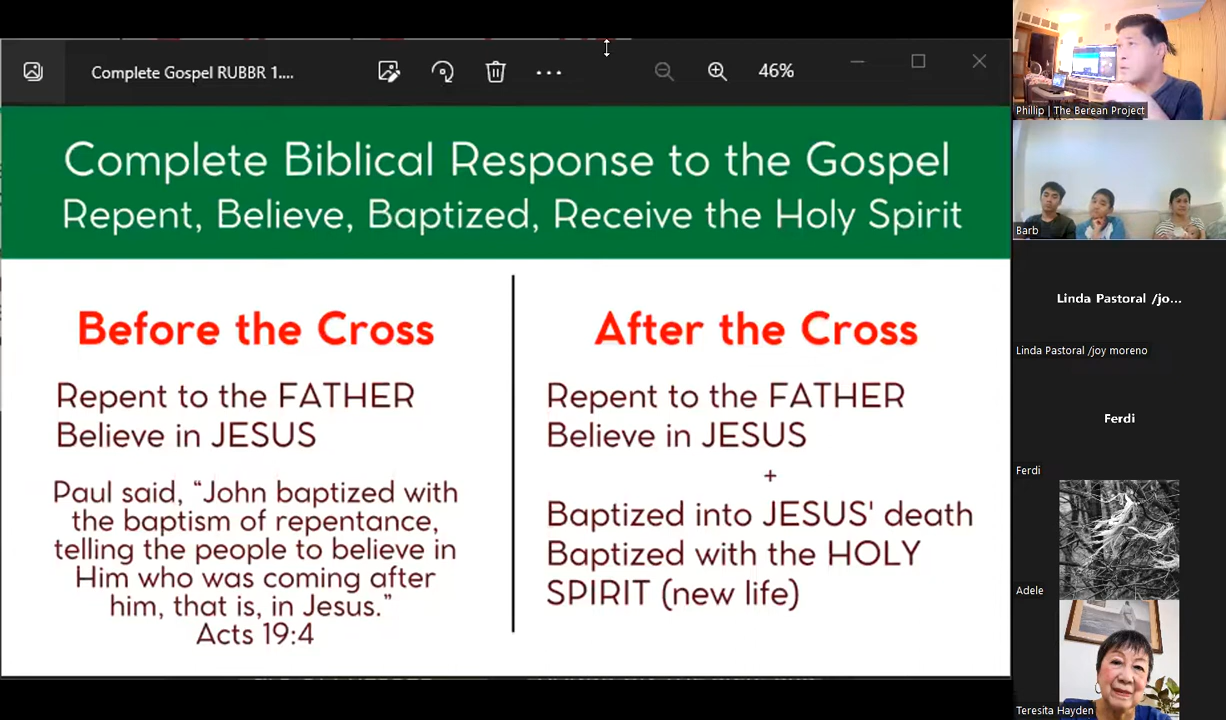 Complete Gospel RUBBR 1....
46%
Complete Biblical Response to the Gospel
Repent, Believe, Baptized, Receive the Holy Spirit
Before the Cross
Repent to the FATHER
Believe in JESUS
Paul said, “John baptized with
the baptism of repentance,
telling the people to believe in
Him who was coming after
him, that is, in Jesus.”
Acts 19:4
After the Cross
Repent to the FATHER
Believe in JESUS
+
Baptized into JESUS' death
Baptized with the HOLY
SPIRIT (new life)
Phillip | The Berean Project
Barb
Linda Pastoral /jo...
Linda Pastoral /joy moreno
Ferdi
Ferdi
Adele
Teresita Hayden